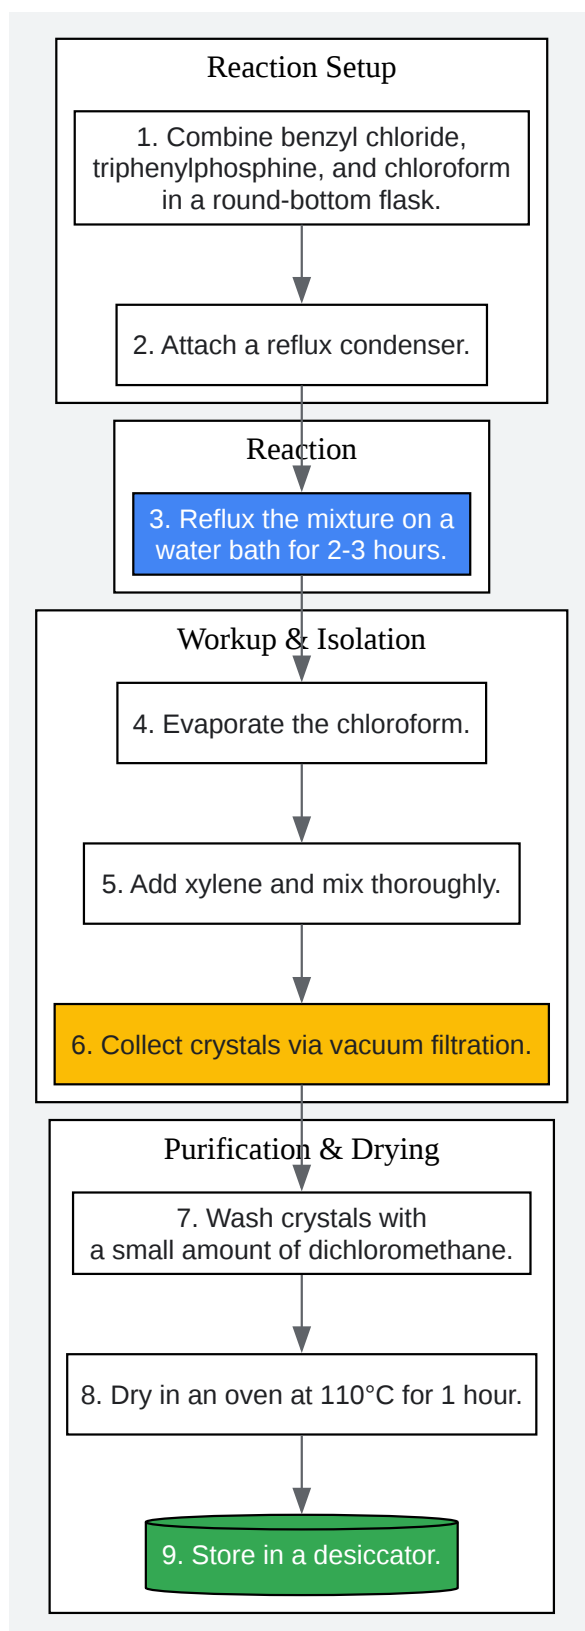 Reaction Setup
1. Combine benzyl chloride,
triphenylphosphine, and chloroform
in a round-bottom flask.
2. Attach a reflux condenser.
Reaction
3. Reflux the mixture on a
water bath for 2-3 hours.
Workup & Isolation
4. Evaporate the chloroform.
5. Add xylene and mix thoroughly.
6. Collect crystals via vacuum filtration.
Purification & Drying
7. Wash crystals with
a small amount of dichloromethane.
8. Dry in an oven at 110°C for 1 hour.
9. Store in a desiccator.